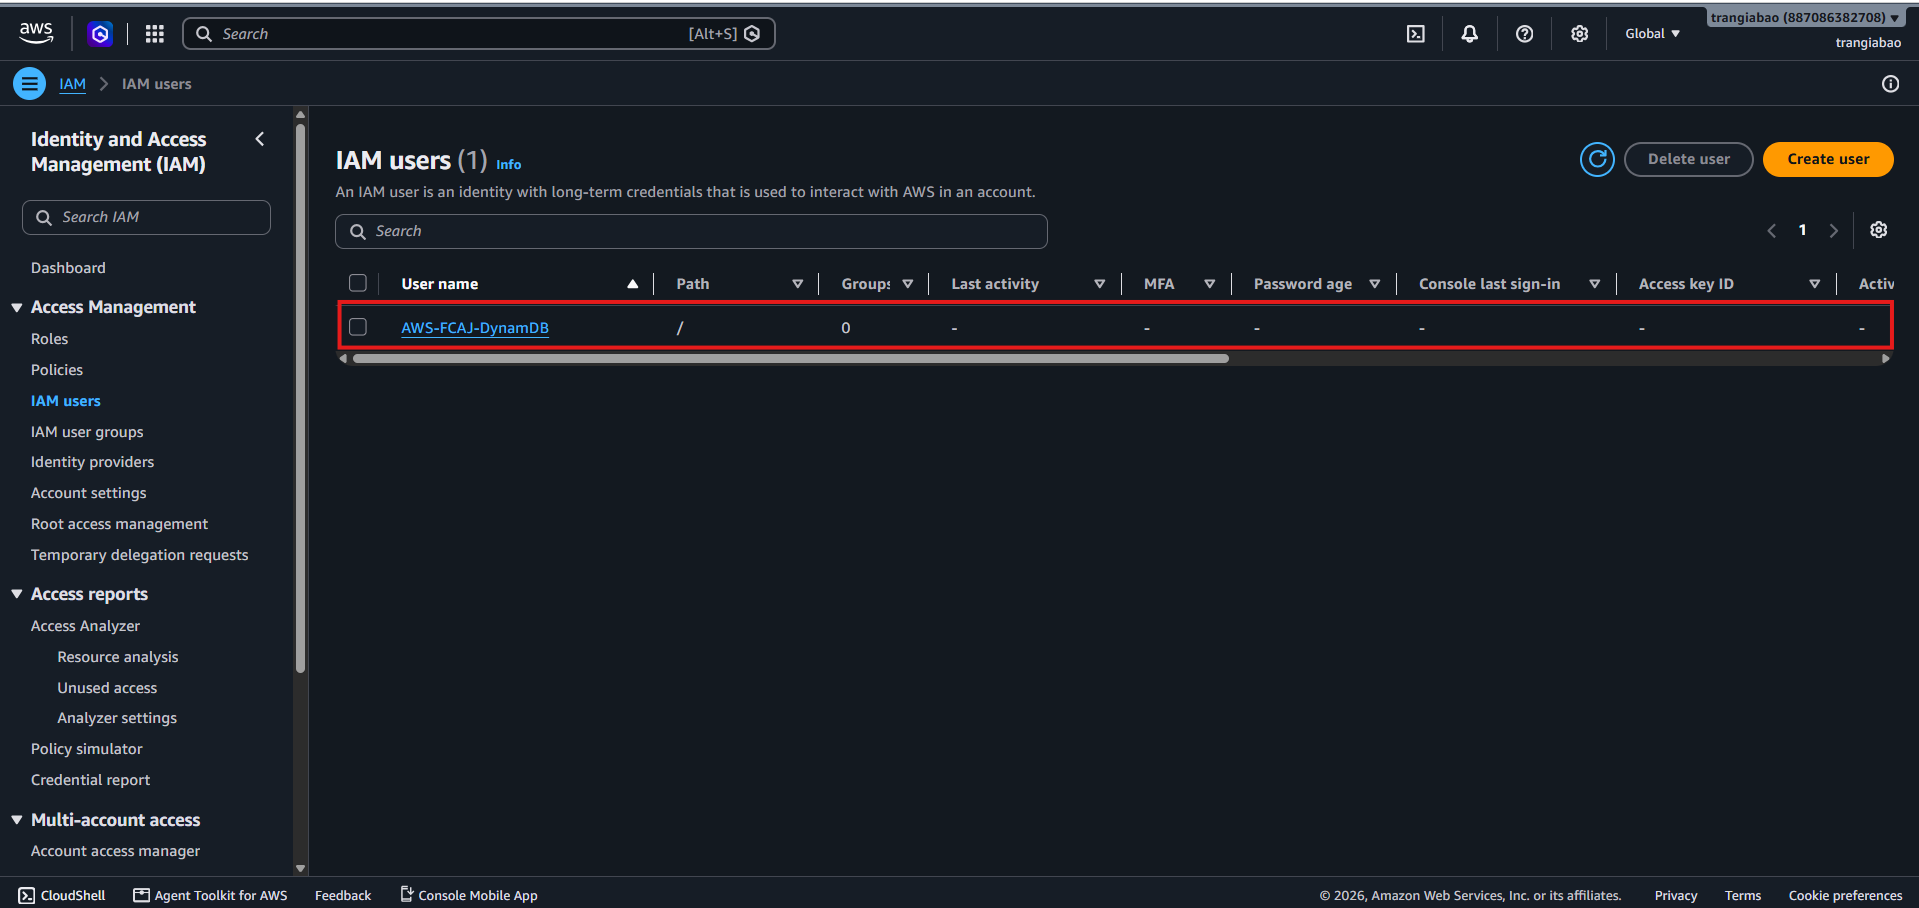 aws
Search [Alt+S]
Global
trangiabao (887086382708)
trangiabao
IAM > IAM users
Identity and Access
Management (IAM)
Search IAM
Dashboard
Access Management
Roles
Policies
IAM users
IAM user groups
Identity providers
Account settings
Root access management
Temporary delegation requests
Access reports
Access Analyzer
Resource analysis
Unused access
Analyzer settings
Policy simulator
Credential report
Multi-account access
Account access manager
IAM users (1) Info
Delete user
Create user
An IAM user is an identity with long-term credentials that is used to interact with AWS in an account.
Search
1
User name Path Groups Last activity MFA Password age Console last sign-in Access key ID Activ
AWS-FCAJ-DynamDB / 0 - - - - - -
CloudShell Agent Toolkit for AWS Feedback Console Mobile App © 2026, Amazon Web Services, Inc. or its affiliates. Privacy Terms Cookie preferences